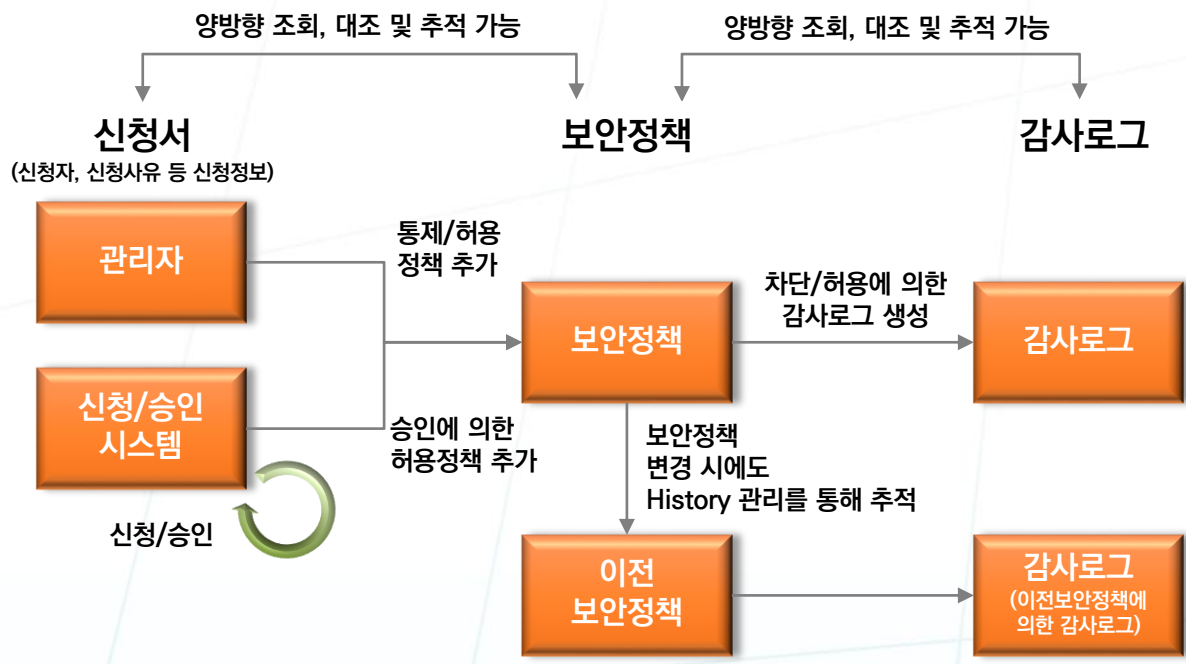 양방향 조회, 대조 및 추적 가능
양방향 조회, 대조 및 추적 가능
신청서
(신청자, 신청사유 등 신청정보)
보안정책
감사로그
관리자
통제/허용
정책 추가
보안정책
차단/허용에 의한
감사로그 생성
감사로그
신청/승인
시스템
승인에 의한
허용정책 추가
신청/승인
보안정책
변경 시에도
History 관리를 통해 추적
이전
보안정책
감사로그
(이전보안정책에
의한 감사로그)